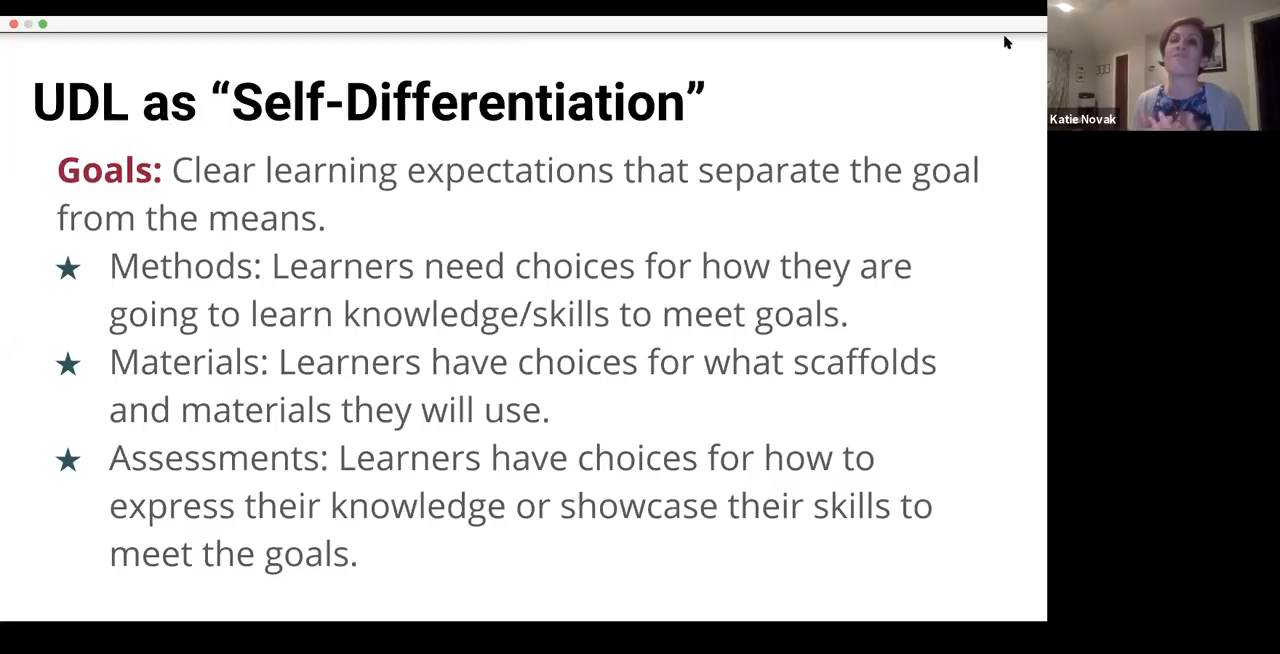 UDL as “Self-Differentiation”
Goals: Clear learning expectations that separate the goal
from the means.
★ Methods: Learners need choices for how they are
going to learn knowledge/skills to meet goals.
★ Materials: Learners have choices for what scaffolds
and materials they will use.
★ Assessments: Learners have choices for how to
express their knowledge or showcase their skills to
meet the goals.
Katie Novak